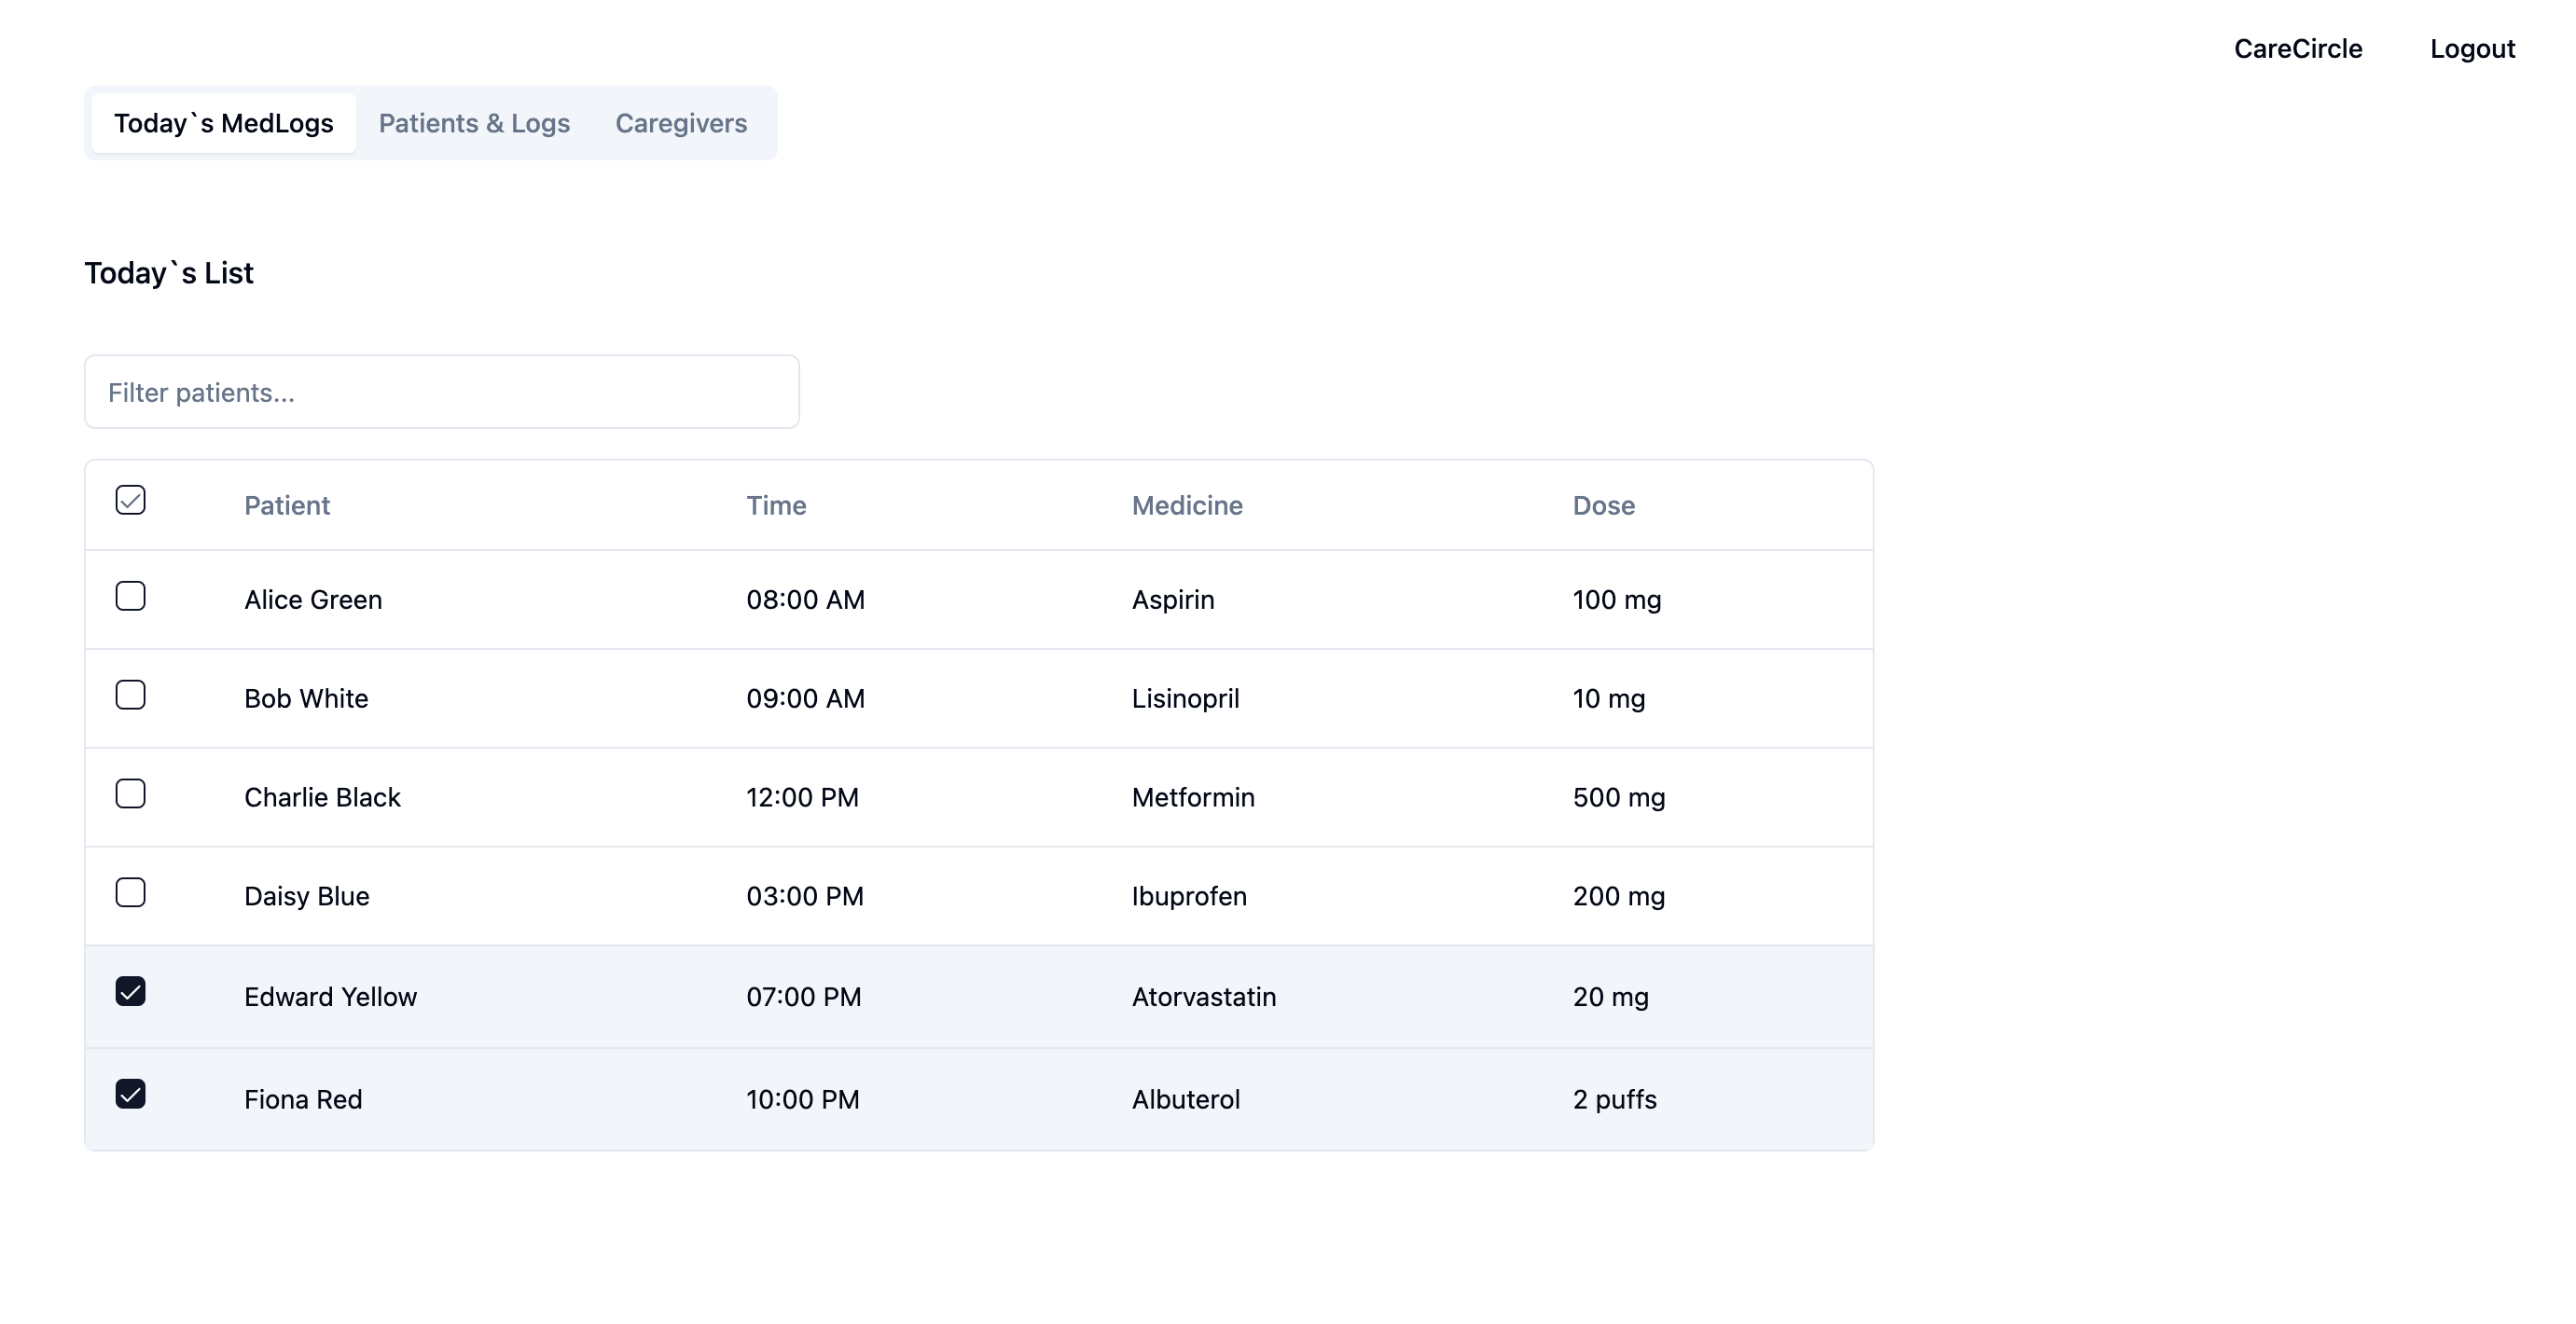 CareCircle Logout
Today`s MedLogs Patients & Logs Caregivers
Today`s List
Filter patients...
Patient Time Medicine Dose
Alice Green 08:00 AM Aspirin 100 mg
Bob White 09:00 AM Lisinopril 10 mg
Charlie Black 12:00 PM Metformin 500 mg
Daisy Blue 03:00 PM Ibuprofen 200 mg
Edward Yellow 07:00 PM Atorvastatin 20 mg
Fiona Red 10:00 PM Albuterol 2 puffs